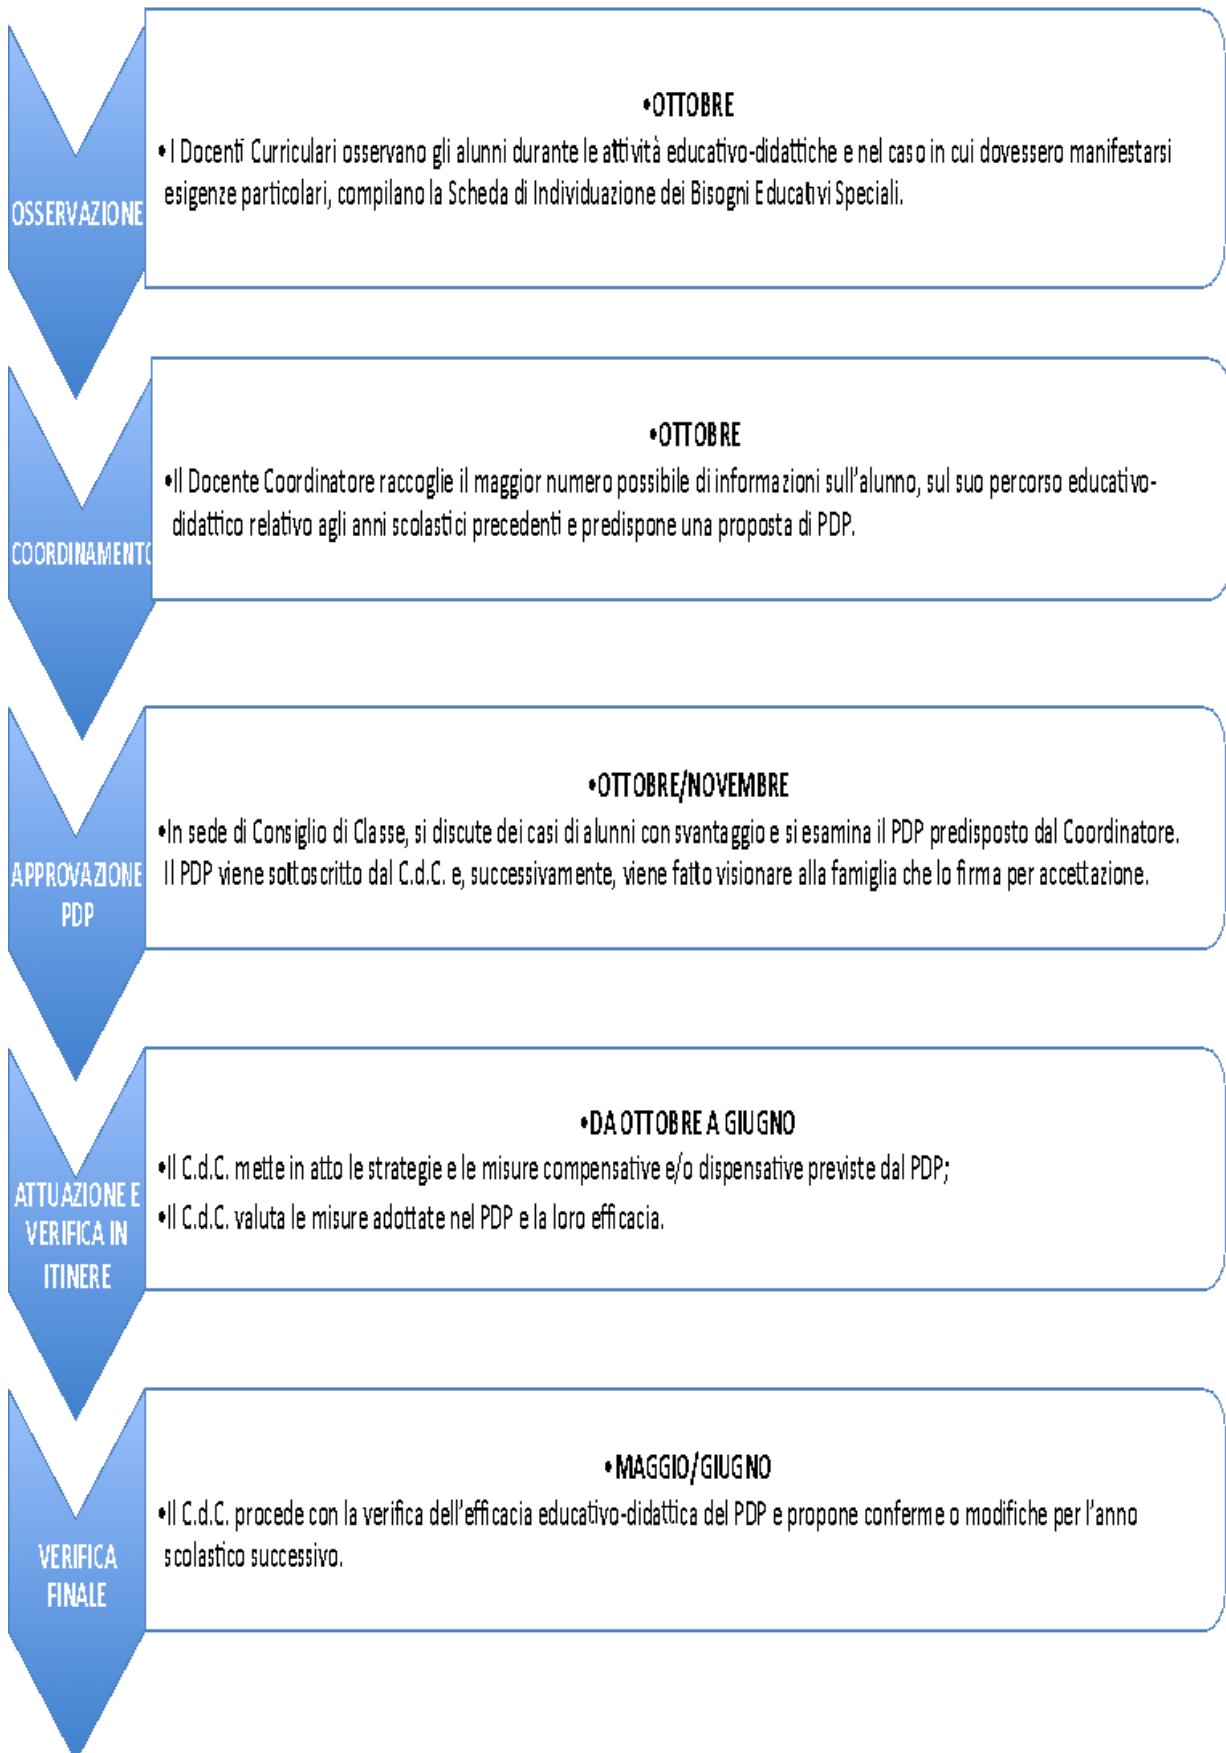 OSSERVAZIONE
•OTTOBRE
• I Docenti Curriculari osservano gli alunni durante le attività educativo-didattiche e nel caso in cui dovessero manifestarsi
esigenze particolari, compilano la Scheda di Individuazione dei Bisogni Educativi Speciali.
COORDINAMENTO
•OTTOBRE
•Il Docente Coordinatore raccoglie il maggior numero possibile di informazioni sull'alunno, sul suo percorso educativo-
didattico relativo agli anni scolastici precedenti e predispone una proposta di PDP.
APPROVAZIONE
PDP
•OTTOBRE/NOVEMBRE
•In sede di Consiglio di Classe, si discute dei casi di alunni con svantaggio e si esamina il PDP predisposto dal Coordinatore.
Il PDP viene sottoscritto dal C.d.C. e, successivamente, viene fatto visionare alla famiglia che lo firma per accettazione.
ATTUAZIONE E
VERIFICA IN
ITINERE
•DA OTTOBRE A GIUGNO
•Il C.d.C. mette in atto le strategie e le misure compensative e/o dispensative previste dal PDP;
•Il C.d.C. valuta le misure adottate nel PDP e la loro efficacia.
VERIFICA
FINALE
•MAGGIO/GIUGNO
•Il C.d.C. procede con la verifica dell'efficacia educativo-didattica del PDP e propone conferme o modifiche per l'anno
scolastico successivo.